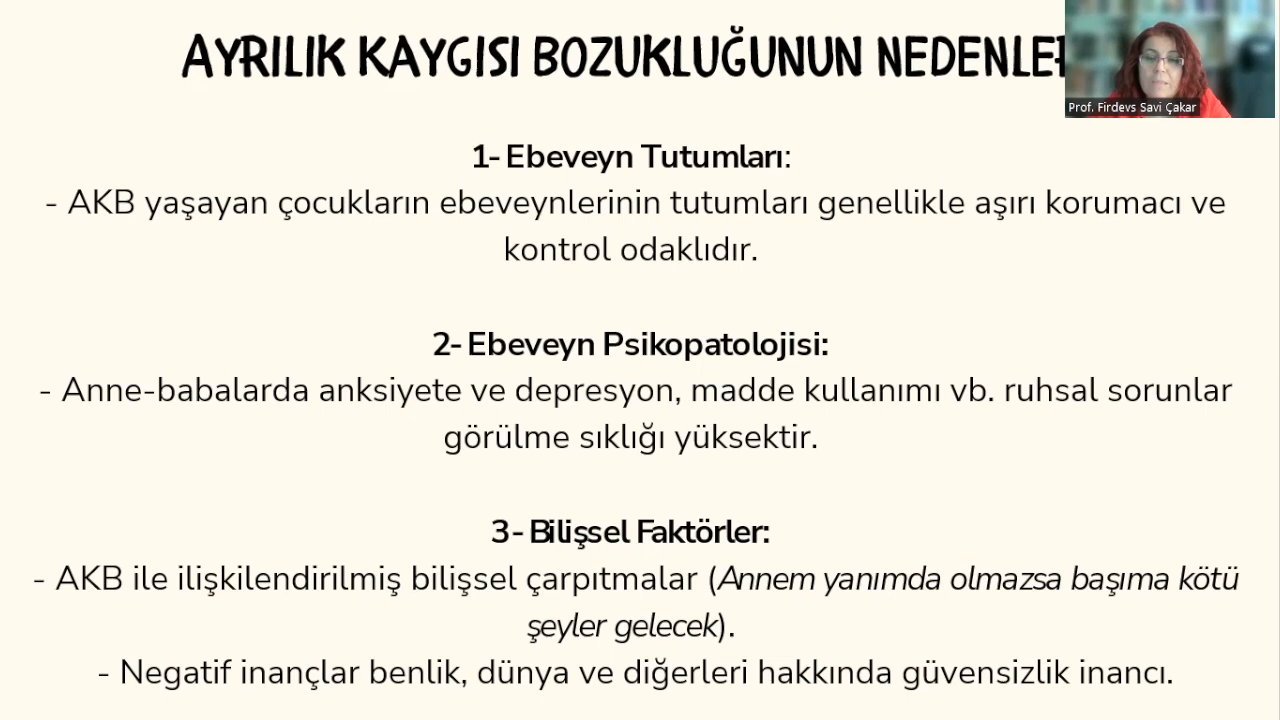 AYRILIK KAYGISI BOZUKLUĞUNUN
Prof. Firdevs Savi Çakar
1- Ebeveyn Tutumları:
- AKB yaşayan çocukların ebeveynlerinin tutumları genellikle aşırı korumacı ve
kontrol odaklıdır.
2- Ebeveyn Psikopatolojisi:
- Anne-babalarda anksiyete ve depresyon, madde kullanımı vb. ruhsal sorunlar
görülme sıklığı yüksektir.
3- Bilişsel Faktörler:
- AKB ile ilişkilendirilmiş bilişsel çarpıtmalar (Annem yanımda olmazsa başıma kötü
şeyler gelecek).
- Negatif inançlar benlik, dünya ve diğerleri hakkında güvensizlik inancı.